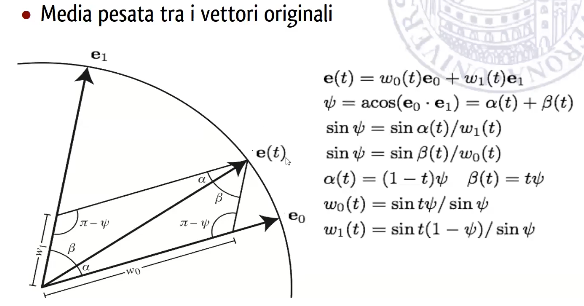 • Media pesata tra i vettori originali
e₁
e(t) = w₀(t)e₀ + w₁(t)e₁
ψ = acos(e₀ · e₁) = α(t) + β(t)
sin ψ = sin α(t)/w₁(t)
e(t)
sin ψ = sin β(t)/w₀(t)
α
α(t) = (1 − t)ψ β(t) = tψ
β
e₀
w₀(t) = sin tψ/ sin ψ
π−ψ
π−ψ
w₁(t) = sin t(1 − ψ)/ sin ψ
w₁
β
α
w₀